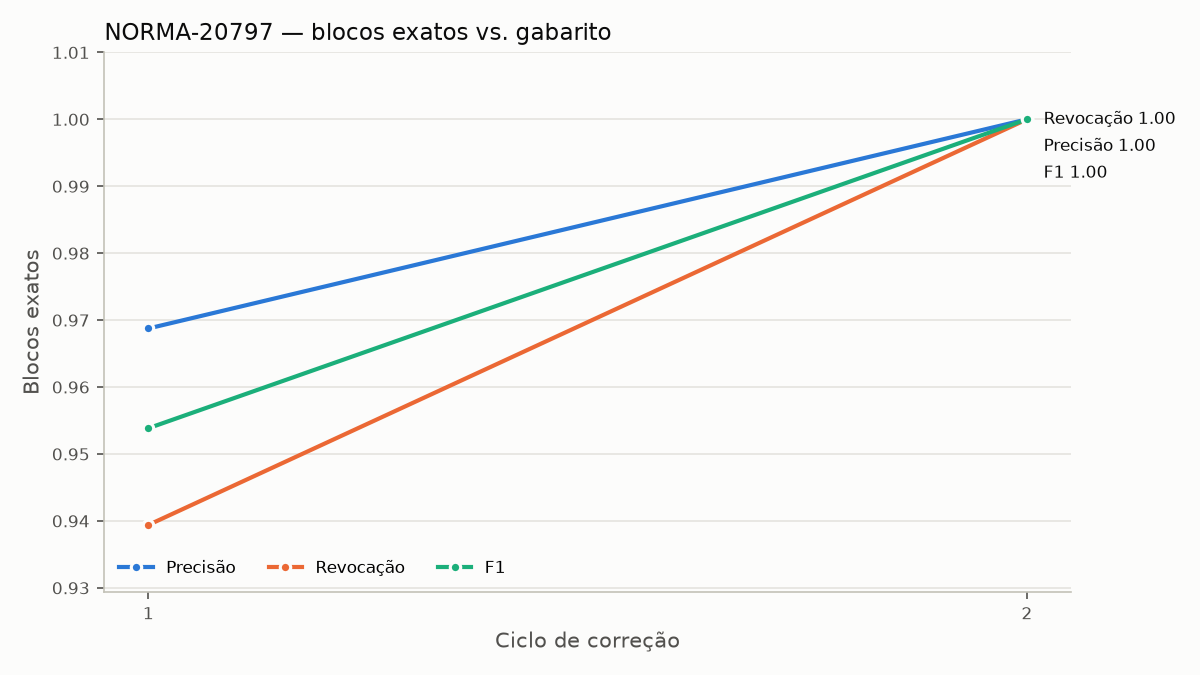 NORMA-20797 — blocos exatos vs. gabarito
1.01
1.00
0.99
0.98
0.97
0.96
0.95
0.94
0.93
Blocos exatos
Revocação 1.00
Precisão 1.00
F1 1.00
Precisão Revocação F1
1 2
Ciclo de correção